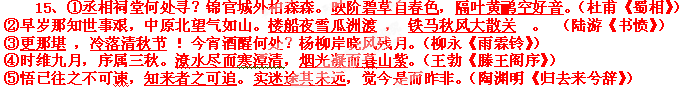 15、①丞相祠堂何处寻？锦官城外柏森森。映阶碧草自春色，隔叶黄鹂空好音。（杜甫《蜀相》）
②早岁那知世事艰，中原北望气如山。楼船夜雪瓜洲渡 ，铁马秋风大散关 。 （陆游《书愤》）
③更那堪 ，冷落清秋节 ！今宵酒醒何处？杨柳岸晓风残月。（柳永《雨霖铃》）
④时维九月，序属三秋。潦水尽而寒潭清，烟光凝而暮山紫。（王勃《滕王阁序》）
⑤悟已往之不可谏，知来者之可追。实迷途其未远，觉今是而昨非。（陶渊明《归去来兮辞》）